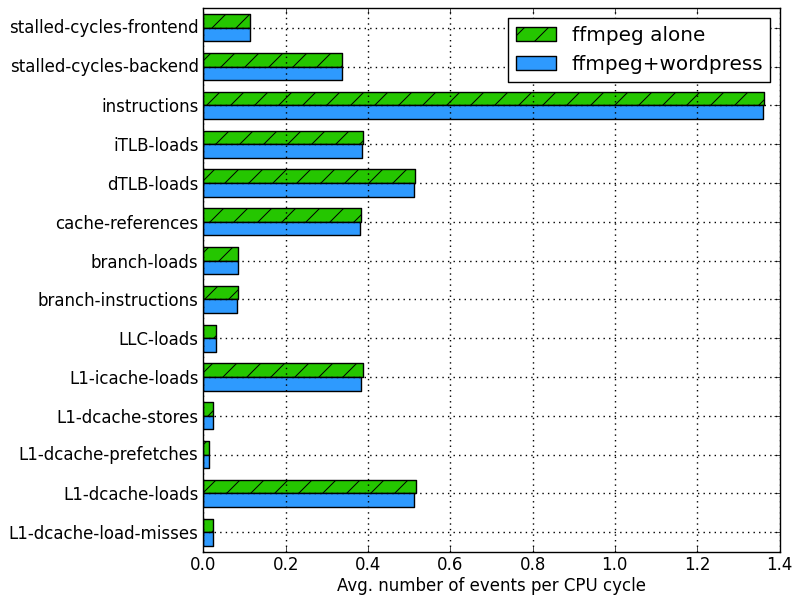 stalled-cycles-frontend
stalled-cycles-backend
instructions
iTLB-loads
dTLB-loads
cache-references
branch-loads
branch-instructions
LLC-loads
L1-icache-loads
L1-dcache-stores
L1-dcache-prefetches
L1-dcache-loads
L1-dcache-load-misses
ffmpeg alone
ffmpeg+wordpress
0.0 0.2 0.4 0.6 0.8 1.0 1.2 1.4
Avg. number of events per CPU cycle